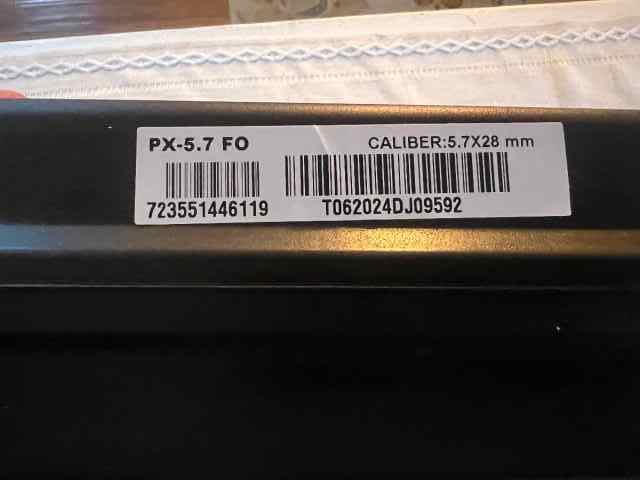 PX-5.7 FO CALIBER:5.7X28 mm
723551446119 T062024DJ09592